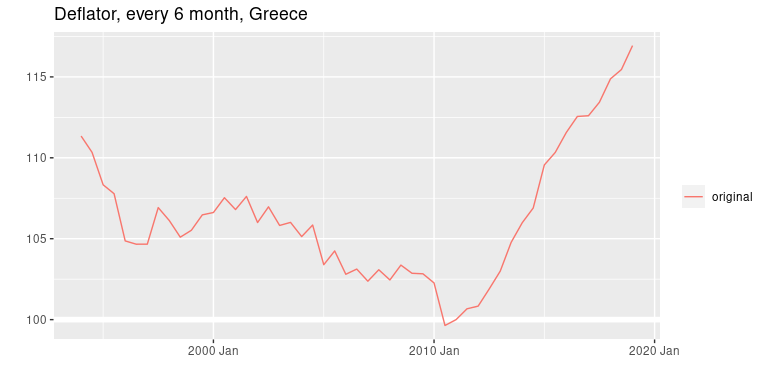 Deflator, every 6 month, Greece
115
110
105
100
2000 Jan
2010 Jan
2020 Jan
original